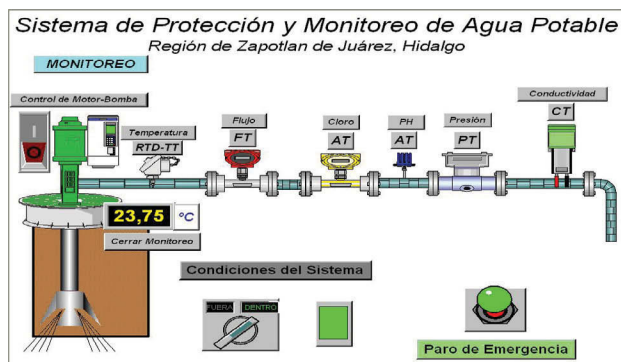 Sistema de Protección y Monitoreo de Agua Potable
Región de Zapotlan de Juárez, Hidalgo
MONITOREO
Control de Motor-Bomba
Temperatura
RTD-TT
Flujo
FT
Cloro
AT
PH
AT
Presión
PT
Conductividad
CT
23,75 °C
Cerrar Monitoreo
Condiciones del Sistema
FUERA DENTRO
Paro de Emergencia